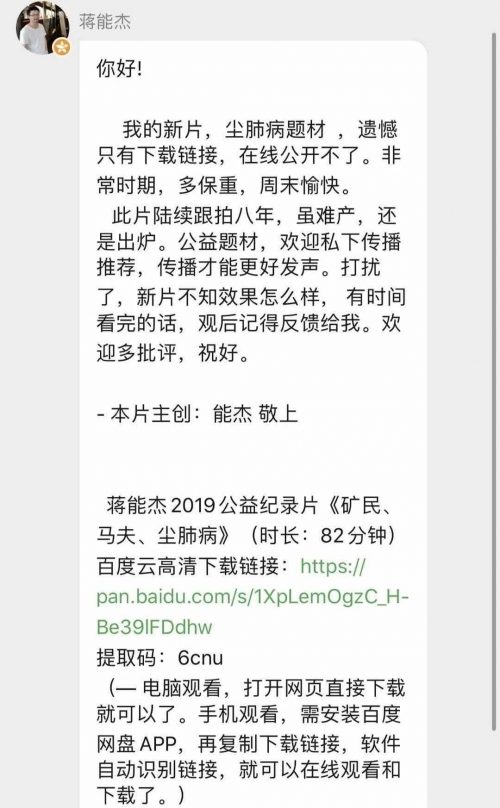 蒋能杰
你好!
我的新片，尘肺病题材 ，遗憾
只有下载链接，在线公开不了。非
常时期，多保重，周末愉快。
此片陆续跟拍八年，虽难产，还
是出炉。公益题材，欢迎私下传播
推荐，传播才能更好发声。打扰
了，新片不知效果怎么样， 有时间
看完的话，观后记得反馈给我。欢
迎多批评，祝好。
- 本片主创：能杰 敬上
蒋能杰2019公益纪录片《矿民、
马夫、尘肺病》（时长：82分钟）
百度云高清下载链接：https://
pan.baidu.com/s/1XpLemOgzC_H-
Be39lFDdhw
提取码：6cnu
（— 电脑观看，打开网页直接下载
就可以了。手机观看，需安装百度
网盘APP，再复制下载链接，软件
自动识别链接，就可以在线观看和
下载了。）